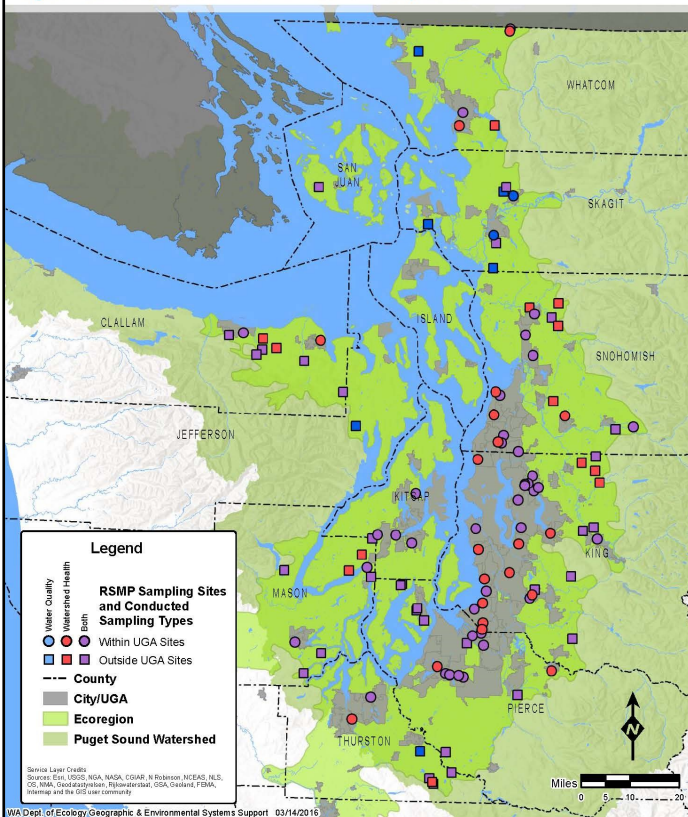 WHATCOM
SAN
JUAN
SKAGIT
CLALLAM
ISLAND
SNOHOMISH
JEFFERSON
KITSAP
KING
MASON
PIERCE
THURSTON
Legend
Water Quality
Watershed Health
Both
RSMP Sampling Sites
and Conducted
Sampling Types
Within UGA Sites
Outside UGA Sites
County
City/UGA
Ecoregion
Puget Sound Watershed
Service Layer Credits
Sources: Esri, USGS, NGA, NASA, CGIAR, N Robinson, NCEAS, NLS,
OS, NMA, Geodatastyrelsen, Rijkswaterstaat, GSA, Geoland, FEMA,
Intermap and the GIS user community
N
Miles
0 5 10 20
WA Dept. of Ecology Geographic & Environmental Systems Support 03/14/2016